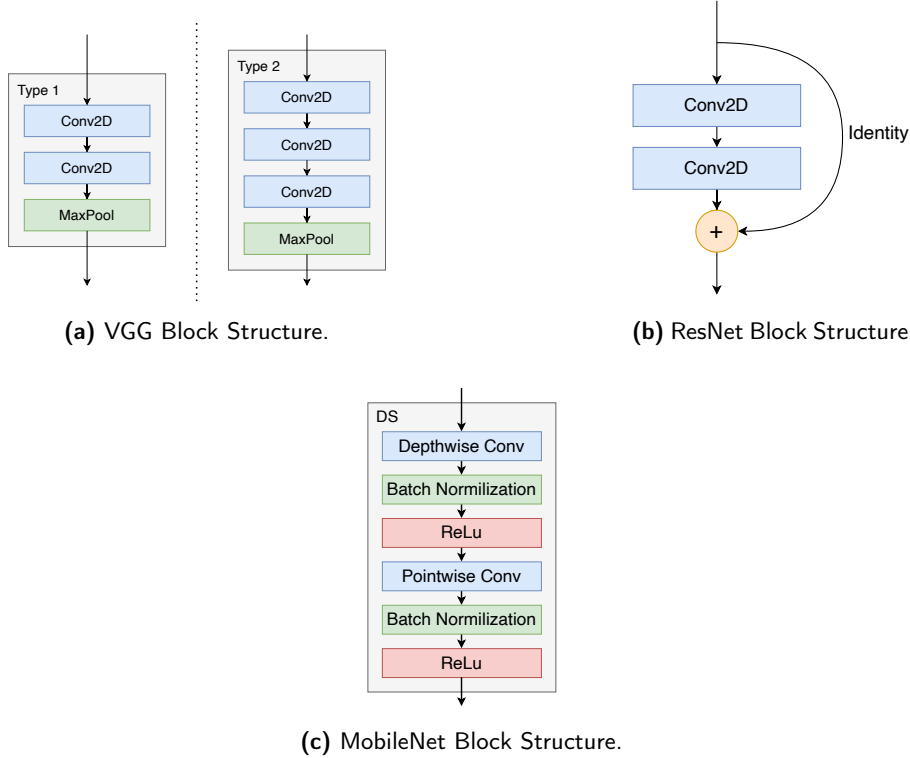 Type 1
Conv2D
Conv2D
MaxPool
Type 2
Conv2D
Conv2D
Conv2D
MaxPool
(a) VGG Block Structure.
Conv2D
Conv2D
Identity
+
(b) ResNet Block Structure
DS
Depthwise Conv
Batch Normilization
ReLu
Pointwise Conv
Batch Normilization
ReLu
(c) MobileNet Block Structure.